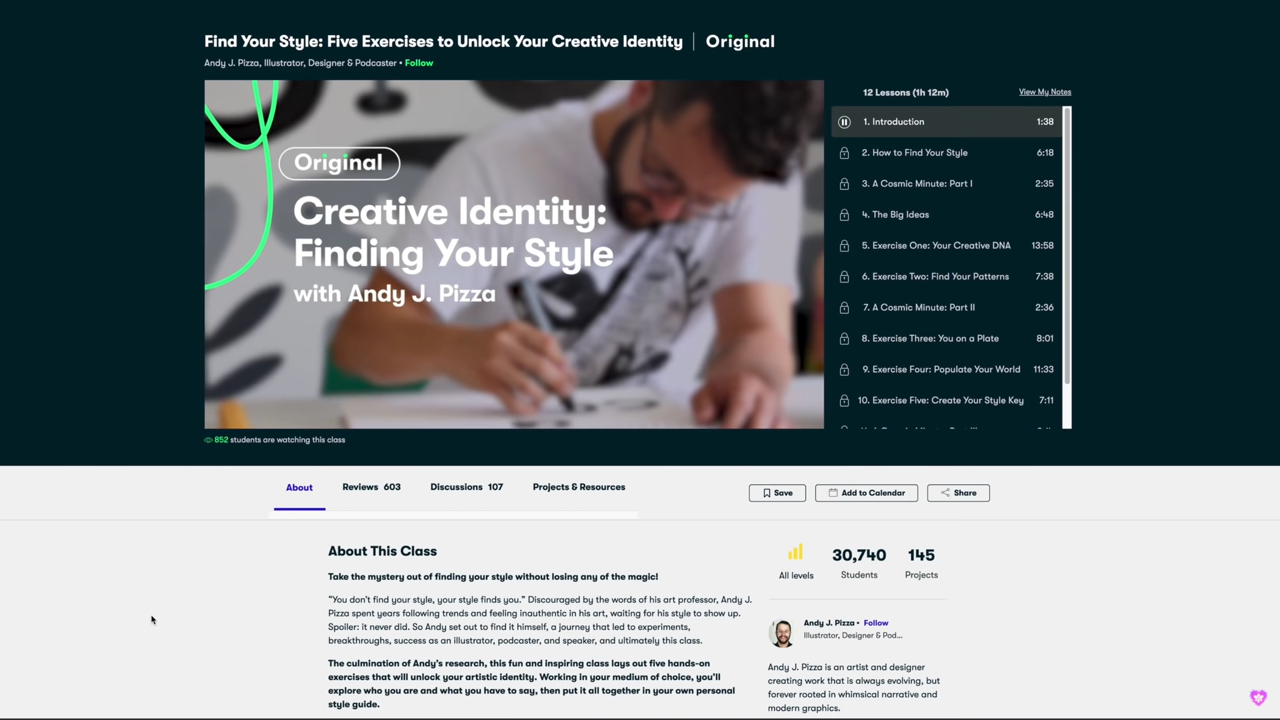 Find Your Style: Five Exercises to Unlock Your Creative Identity | Original
Andy J. Pizza, Illustrator, Designer & Podcaster • Follow
Original
Creative Identity:
Finding Your Style
with Andy J. Pizza
12 Lessons (1h 12m) View My Notes
1. Introduction 1:38
2. How to Find Your Style 6:18
3. A Cosmic Minute: Part I 2:35
4. The Big Ideas 6:48
5. Exercise One: Your Creative DNA 13:58
6. Exercise Two: Find Your Patterns 7:38
7. A Cosmic Minute: Part II 2:36
8. Exercise Three: You on a Plate 8:01
9. Exercise Four: Populate Your World 11:33
10. Exercise Five: Create Your Style Key 7:11
852 students are watching this class
About Reviews 603 Discussions 107 Projects & Resources
Save Add to Calendar Share
About This Class
Take the mystery out of finding your style without losing any of the magic!
“You don’t find your style, your style finds you.” Discouraged by the words of his art professor, Andy J.
Pizza spent years following trends and feeling inauthentic in his art, waiting for his style to show up.
Spoiler: it never did. So Andy set out to find it himself, a journey that led to experiments,
breakthroughs, success as an illustrator, podcaster, and speaker, and ultimately this class.
The culmination of Andy’s research, this fun and inspiring class lays out five hands-on
exercises that will unlock your artistic identity. Working in your medium of choice, you’ll
explore who you are and what you have to say, then put it all together in your own personal
style guide.
All levels
30,740
Students
145
Projects
Andy J. Pizza • Follow
Illustrator, Designer & Pod...
Andy J. Pizza is an artist and designer
creating work that is always evolving, but
forever rooted in whimsical narrative and
modern graphics.